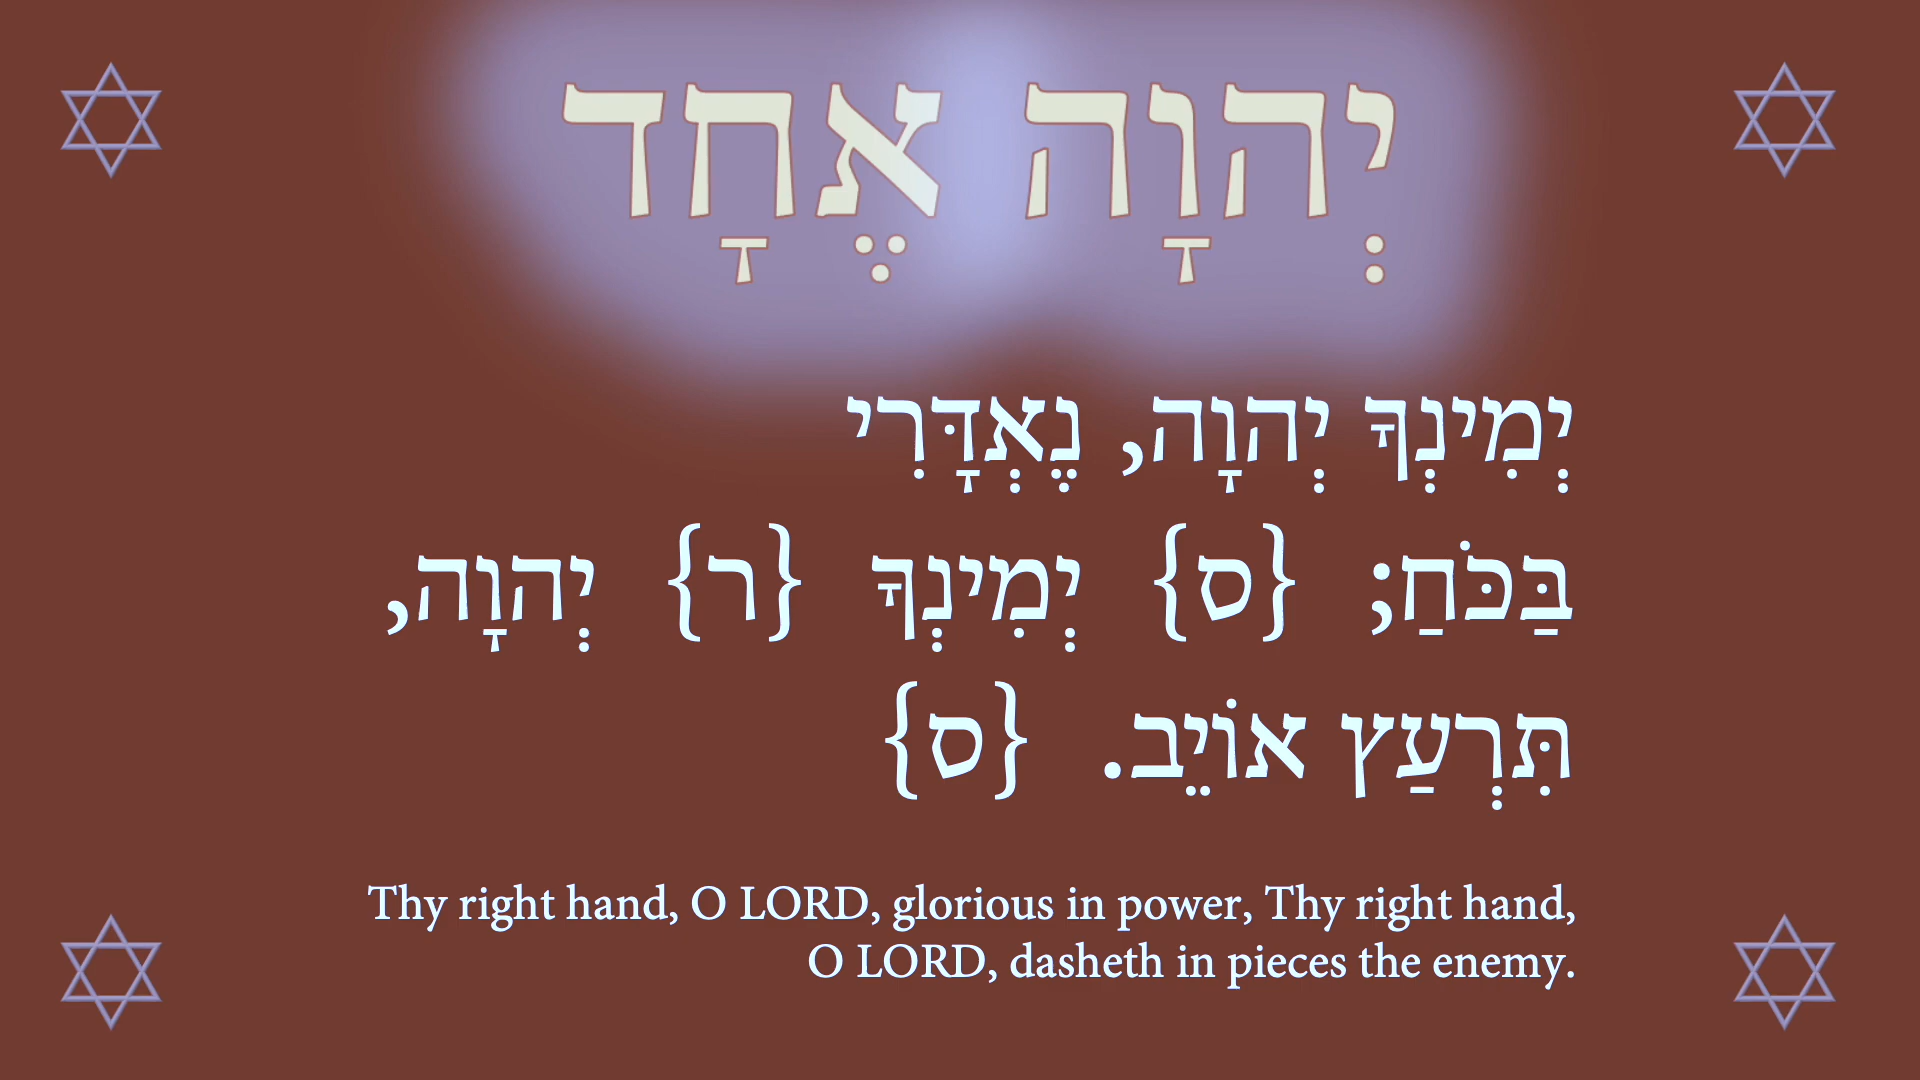 יְהוָה אֶחָד
יְמִינְךָ יְהוָה, נֶאְדָּרִי
בַּכֹּחַ; {ס} יְמִינְךָ {ר} יְהוָה,
תִּרְעַץ אוֹיֵב. {ס}
Thy right hand, O LORD, glorious in power, Thy right hand,
O LORD, dasheth in pieces the enemy.